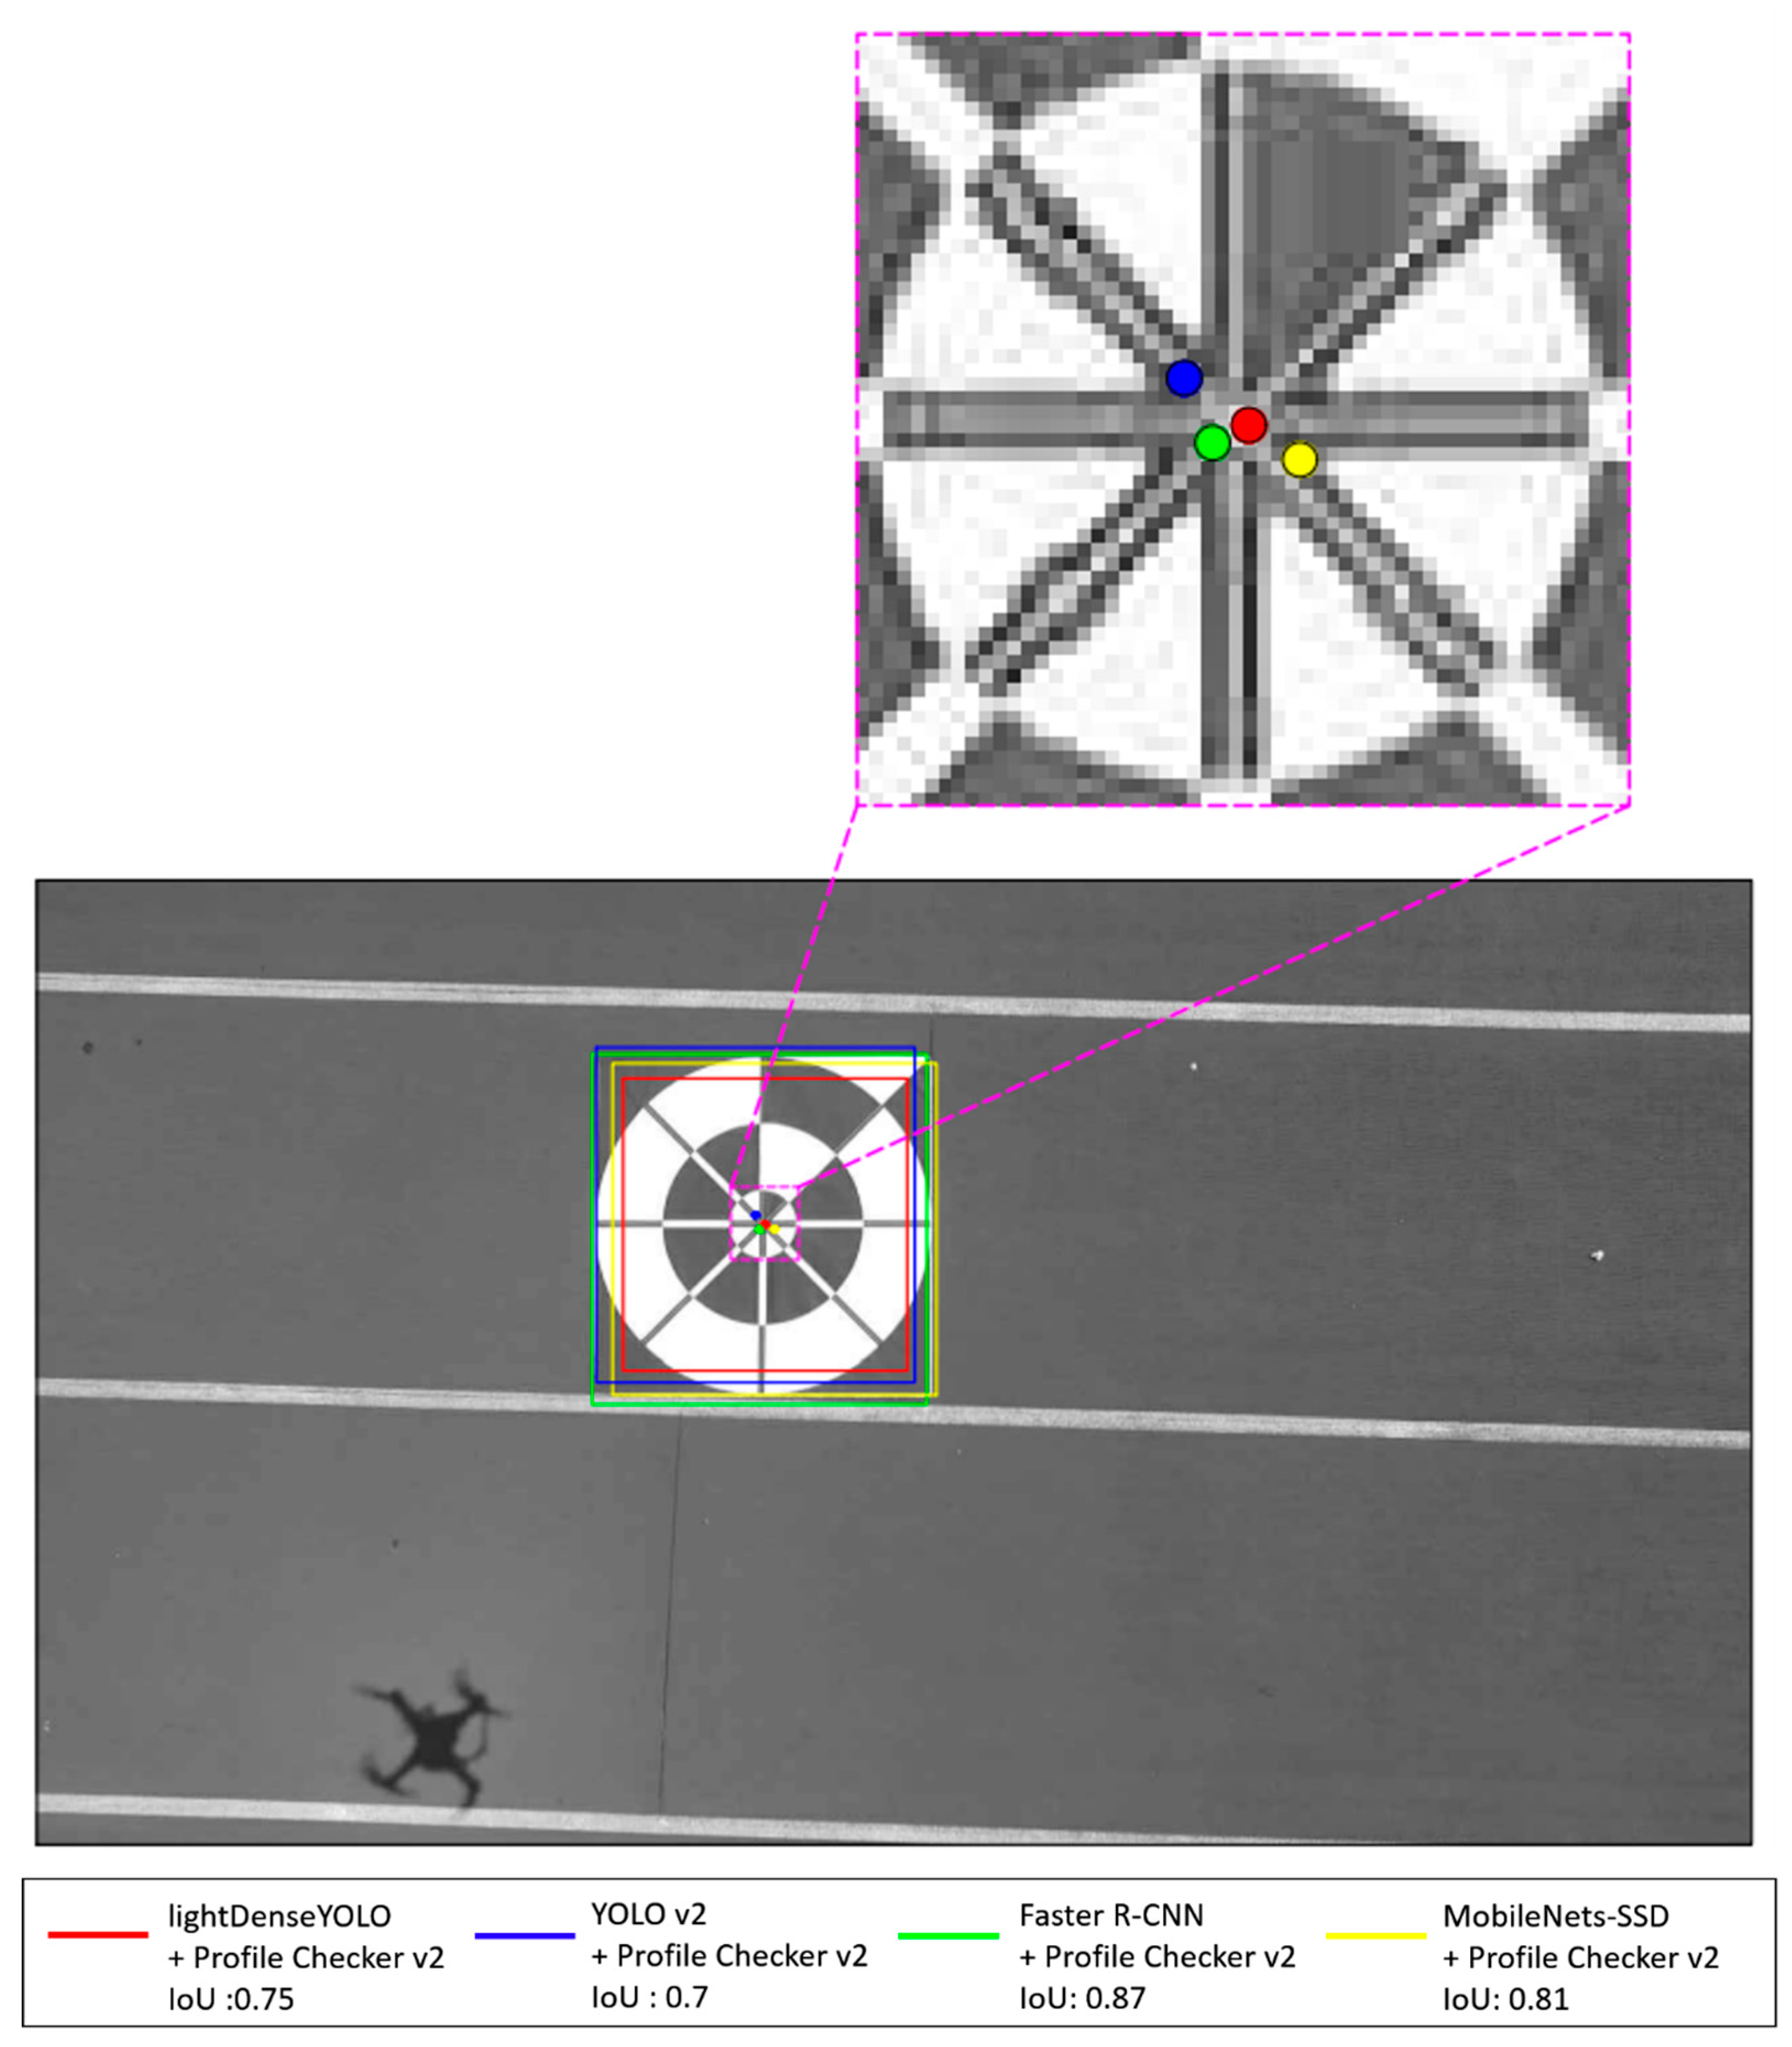 lightDenseYOLO
+ Profile Checker v2
IoU :0.75
YOLO v2
+ Profile Checker v2
IoU : 0.7
Faster R-CNN
+ Profile Checker v2
IoU: 0.87
MobileNets-SSD
+ Profile Checker v2
IoU: 0.81